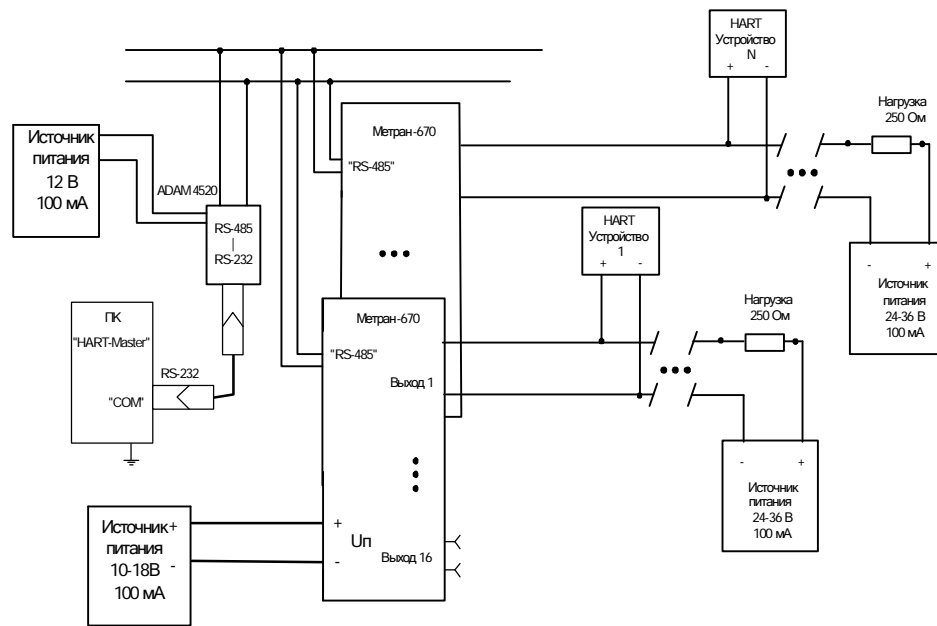 HART
Устройство
N
+ -
Нагрузка
250 Ом
Источник
питания
12 В
100 мА
ADAM 4520
RS-485
|
RS-232
Метран-670
"RS-485"
HART
Устройство
1
+ -
- +
Источник
питания
24-36 В
100 мА
ПК
"HART-Master"
RS-232
"COM"
Метран-670
"RS-485"
Выход 1
Нагрузка
250 Ом
- +
Источник
питания
24-36 В
100 мА
Источник+
питания
10-18В -
100 мА
+
Uп
-
Выход 16